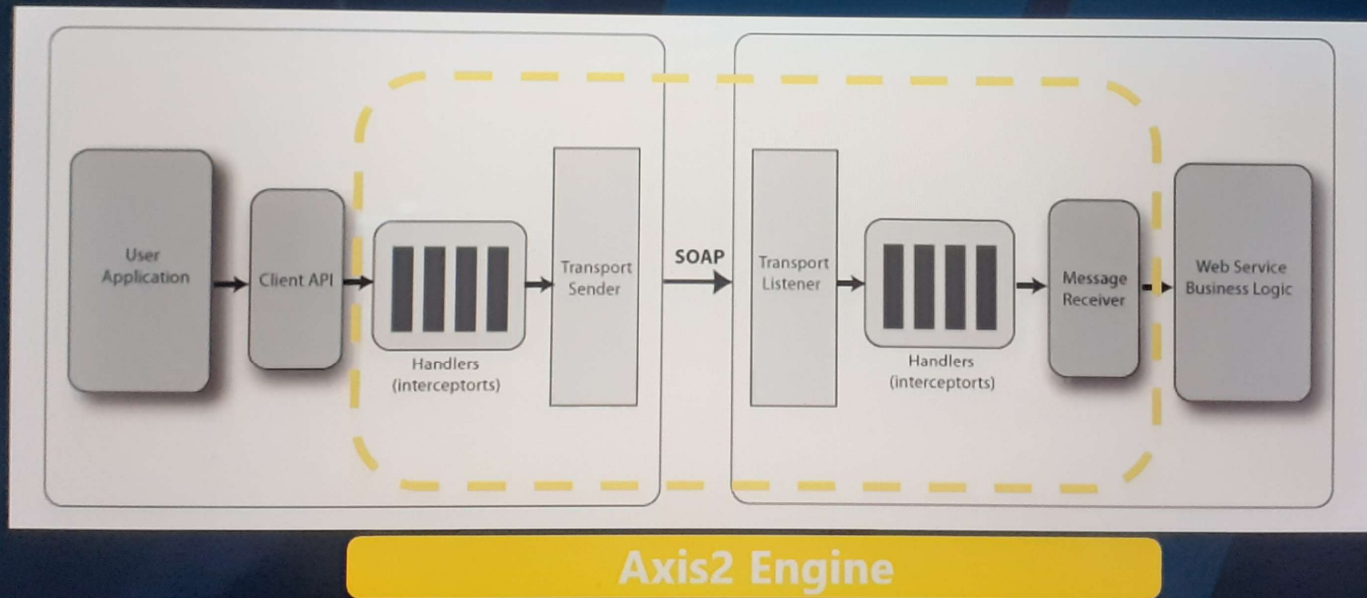 User
Application
Client API
Handlers
(interceptorts)
Transport
Sender
SOAP
Transport
Listener
Handlers
(interceptorts)
Message
Receiver
Web Service
Business Logic
Axis2 Engine